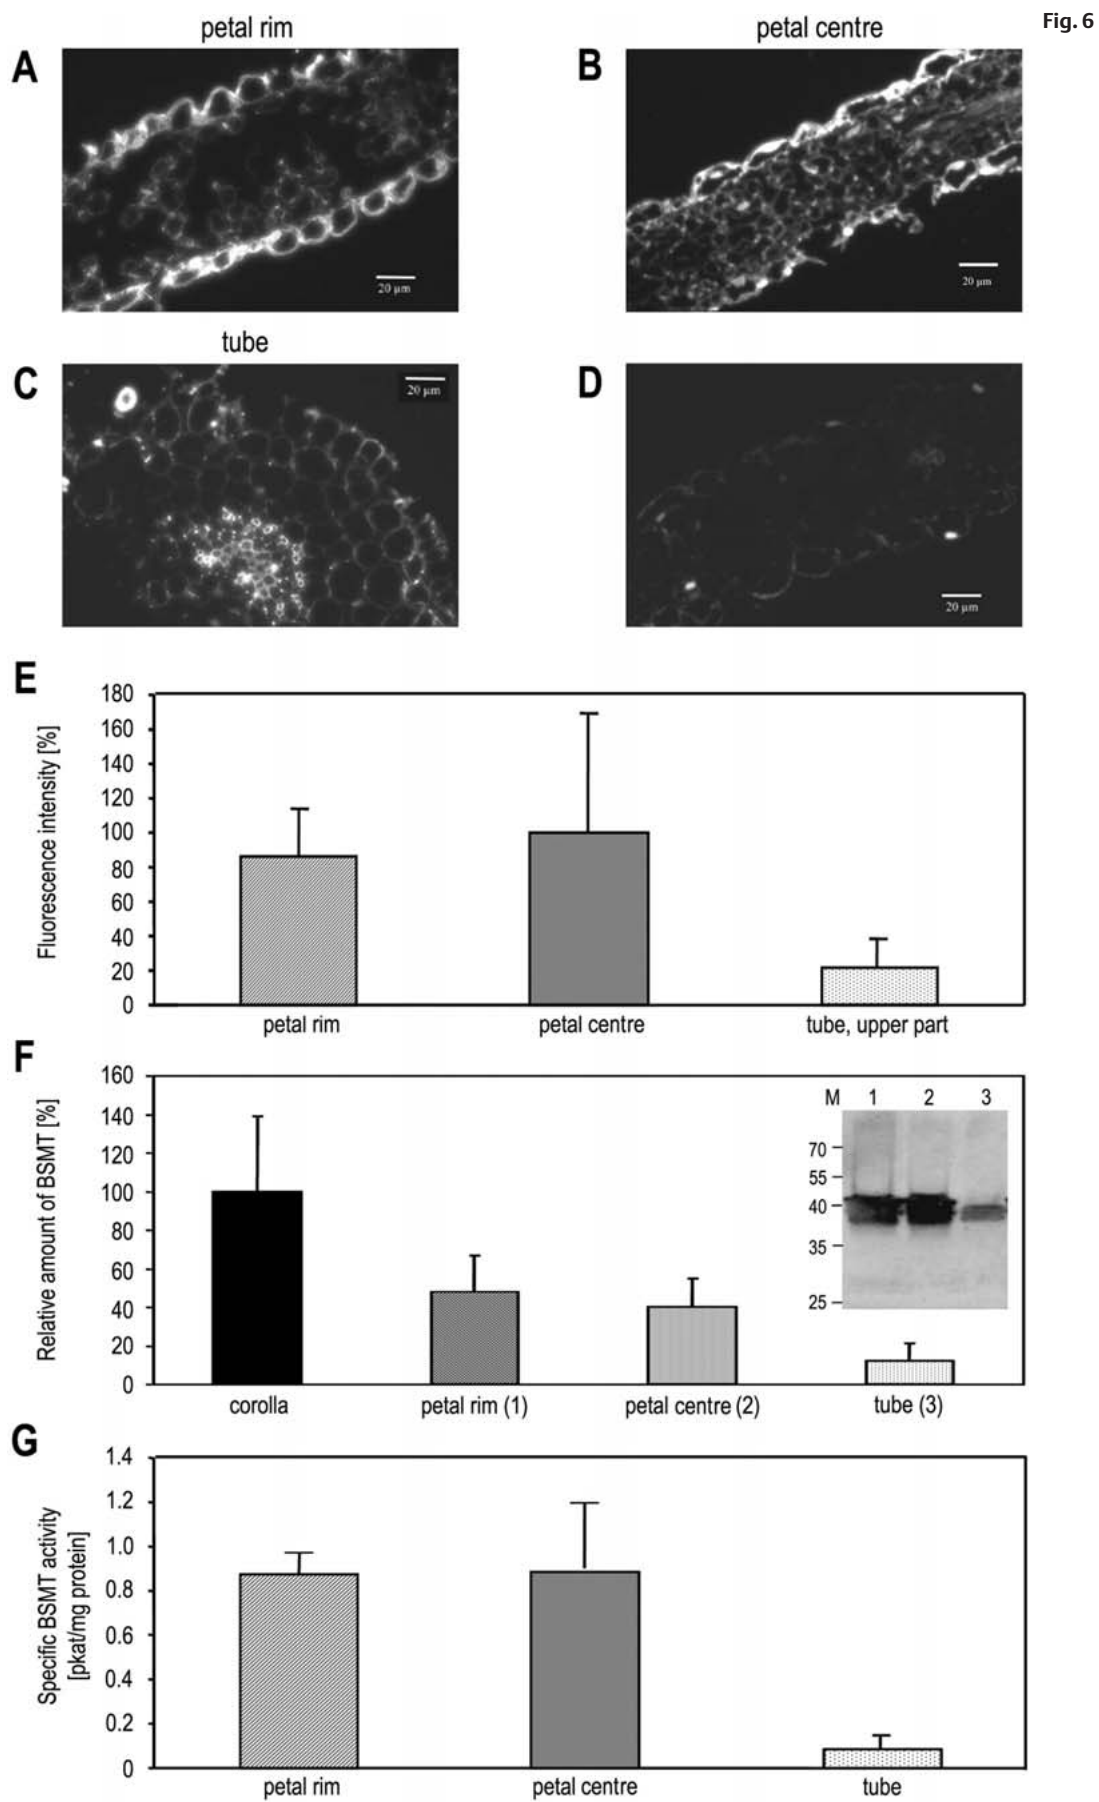 Fig. 6
petal rim
petal centre
A
B
20 µm
20 µm
tube
C
D
20 µm
20 µm
E
Fluorescence intensity [%]
180
160
140
120
100
80
60
40
20
0
petal rim
petal centre
tube, upper part
F
Relative amount of BSMT [%]
160
140
120
100
80
60
40
20
0
M 1 2 3
70
55
40
35
25
corolla
petal rim (1)
petal centre (2)
tube (3)
G
Specific BSMT activity
[pkat/mg protein]
1.4
1.2
1.0
0.8
0.6
0.4
0.2
0
petal rim
petal centre
tube